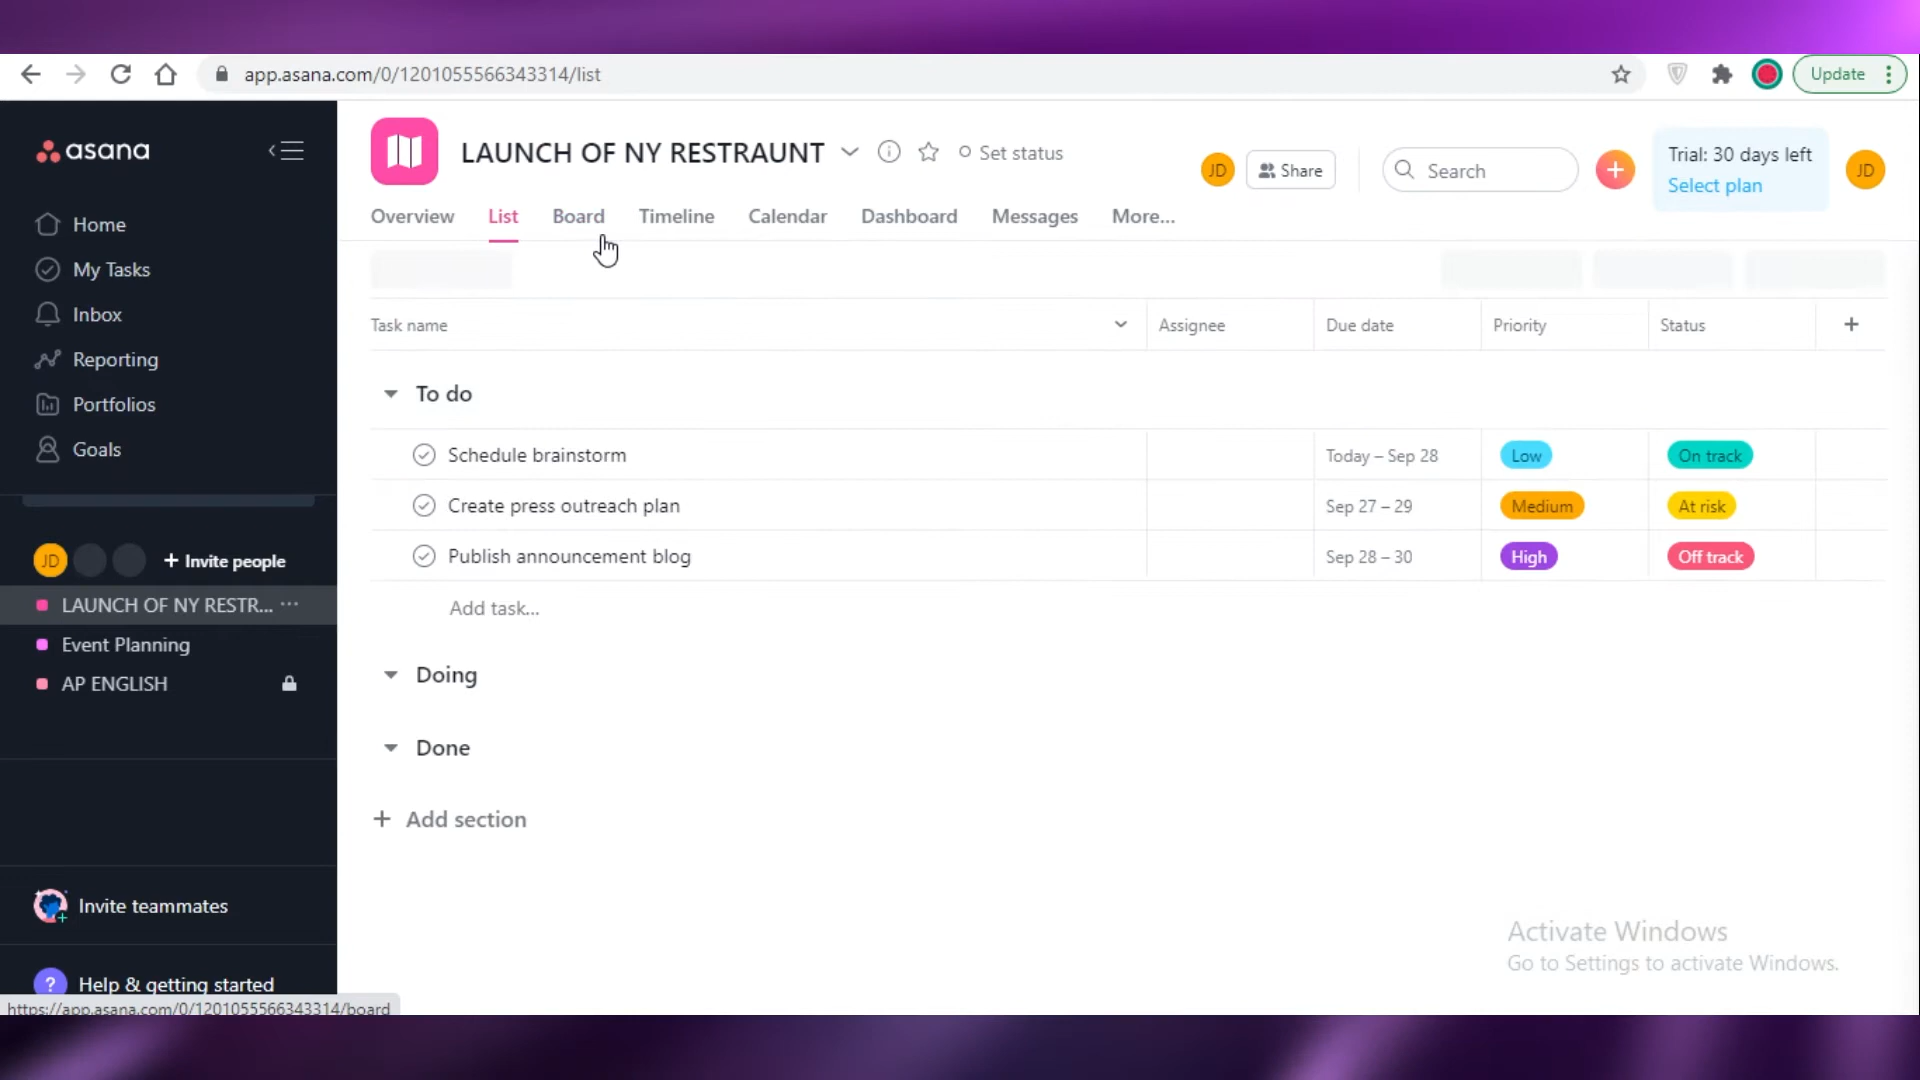 app.asana.com/0/1201055566343314/list
Update
asana
LAUNCH OF NY RESTRAUNT
Set status
JD
Share
Search
Trial: 30 days left
Select plan
JD
Overview
List
Board
Timeline
Calendar
Dashboard
Messages
More...
Home
My Tasks
Inbox
Reporting
Portfolios
Goals
JD
+ Invite people
LAUNCH OF NY RESTR... ...
Event Planning
AP ENGLISH
Invite teammates
? Help & getting started
https://app.asana.com/0/1201055566343314/board
Task name Assignee Due date Priority Status +
To do
Schedule brainstorm Today – Sep 28 Low On track
Create press outreach plan Sep 27 – 29 Medium At risk
Publish announcement blog Sep 28 – 30 High Off track
Add task...
Doing
Done
+ Add section
Activate Windows
Go to Settings to activate Windows.